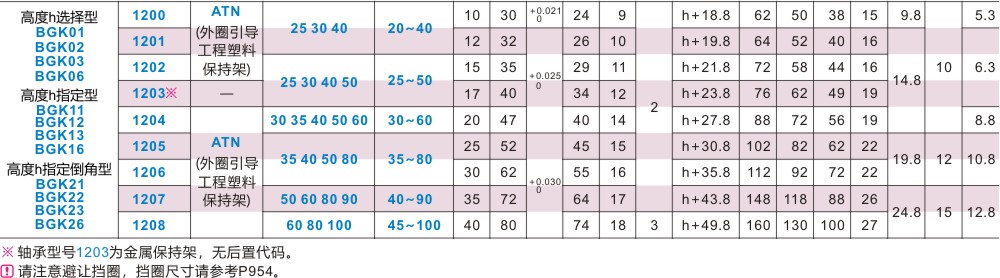 高度h选择型
BGK01
BGK02
BGK03
BGK06
高度h指定型
BGK11
BGK12
BGK13
BGK16
高度h指定倒角型
BGK21
BGK22
BGK23
BGK26
1200 ATN 25 30 40 20~40 10 30 +0.021 0 24 9 2 h+18.8 62 50 38 15 9.8 10 5.3
1201 (外圈引导工程塑料保持架) 12 32 +0.025 0 26 10 h+19.8 64 52 40 16 14.8 6.3
1202 25 30 40 50 25~50 15 35 29 11 h+21.8 72 58 44 16
1203※ — 17 40 34 12 h+23.8 76 62 49 19
1204 ATN (外圈引导工程塑料保持架) 30 35 40 50 60 30~60 20 47 40 14 h+27.8 88 72 56 19 8.8
1205 35 40 50 80 35~80 25 52 +0.030 0 45 15 h+30.8 102 82 62 22 19.8 12 10.8
1206 30 62 55 16 h+35.8 112 92 72 22
1207 50 60 80 90 40~90 35 72 64 17 3 h+43.8 148 118 88 26 24.8 15 12.8
1208 60 80 100 45~100 40 80 74 18 h+49.8 160 130 100 27
※ 轴承型号1203为金属保持架，无后置代码。
! 请注意避让挡圈，挡圈尺寸请参考P954。